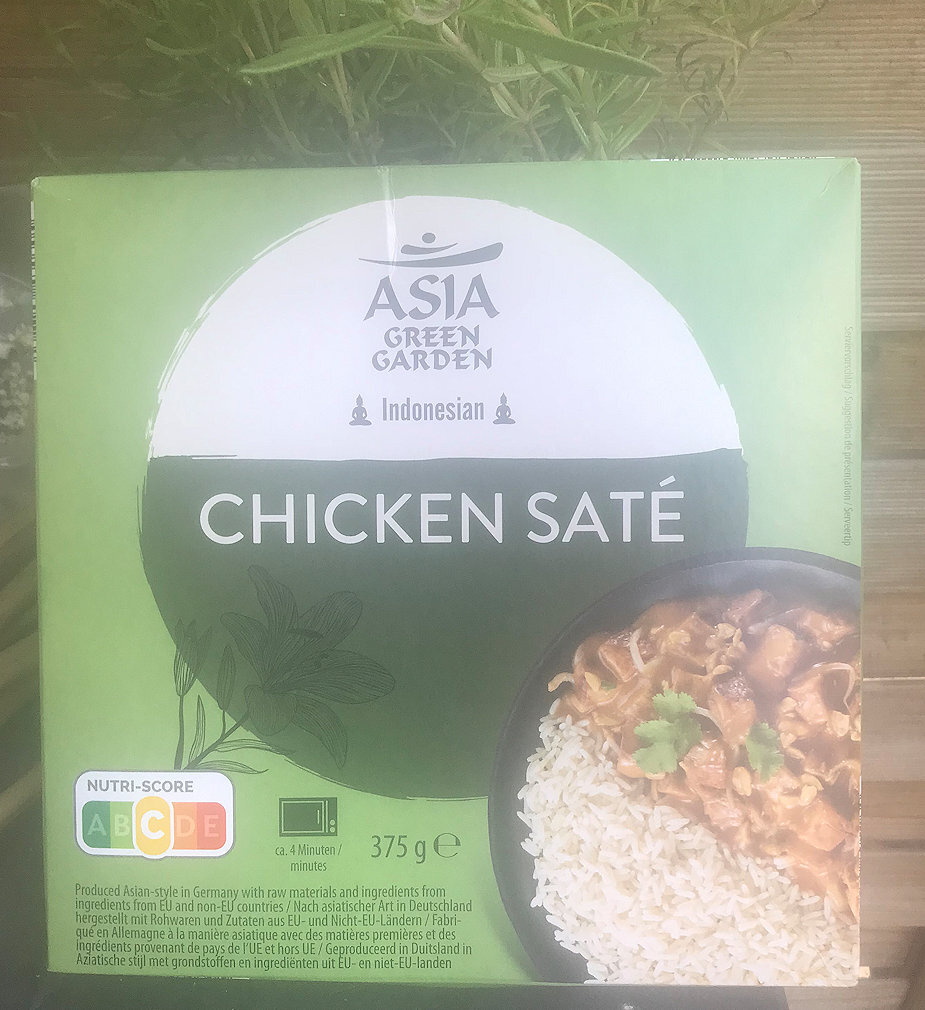 ASIA
GREEN
GARDEN
Indonesian
CHICKEN SATÉ
Serviervorschlag / Suggestion de présentation / Serveertip
NUTRI-SCORE
A B C D E
ca. 4 Minuten /
minutes
375 g ℮
Produced Asian-style in Germany with raw materials and ingredients from
ingredients from EU and non-EU countries / Nach asiatischer Art in Deutschland
hergestellt mit Rohwaren und Zutaten aus EU- und Nicht-EU-Ländern / Fabri-
qué en Allemagne à la manière asiatique avec des matières premières et des
ingrédients provenant de pays de l'UE et hors UE / Geproduceerd in Duitsland in
Aziatische stijl met grondstoffen en ingrediënten uit EU- en niet-EU-landen